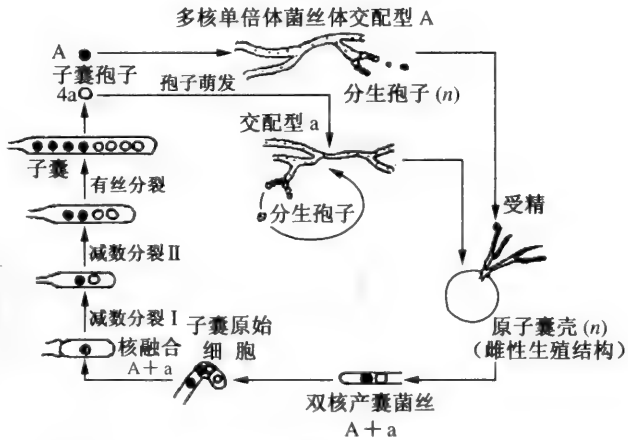 多核单倍体菌丝体交配型 A
A
子囊孢子
4a
孢子萌发
分生孢子 (n)
交配型 a
子囊
有丝分裂
分生孢子
受精
减数分裂 II
减数分裂 I
子囊原始
细 胞
核融合
A + a
原子囊壳 (n)
(雌性生殖结构)
双核产囊菌丝
A + a